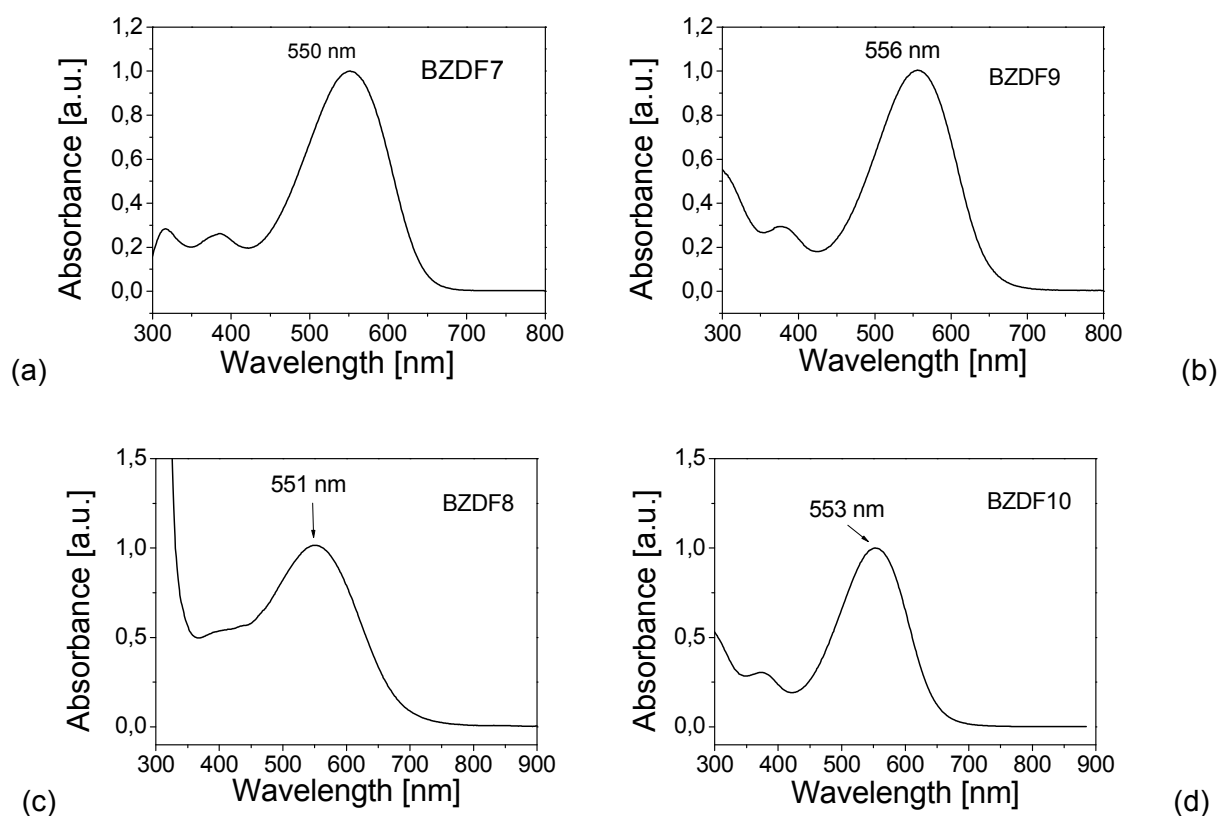 550 nm
BZDF7
Absorbance [a.u.]
1,2
1,0
0,8
0,6
0,4
0,2
0,0
300 400 500 600 700 800
Wavelength [nm]
(a)
556 nm
BZDF9
Absorbance [a.u.]
1,2
1,0
0,8
0,6
0,4
0,2
0,0
300 400 500 600 700 800
Wavelength [nm]
(b)
551 nm
BZDF8
Absorbance [a.u.]
1,5
1,0
0,5
0,0
300 400 500 600 700 800 900
Wavelength [nm]
(c)
553 nm
BZDF10
Absorbance [a.u.]
1,5
1,0
0,5
0,0
300 400 500 600 700 800 900
Wavelength [nm]
(d)